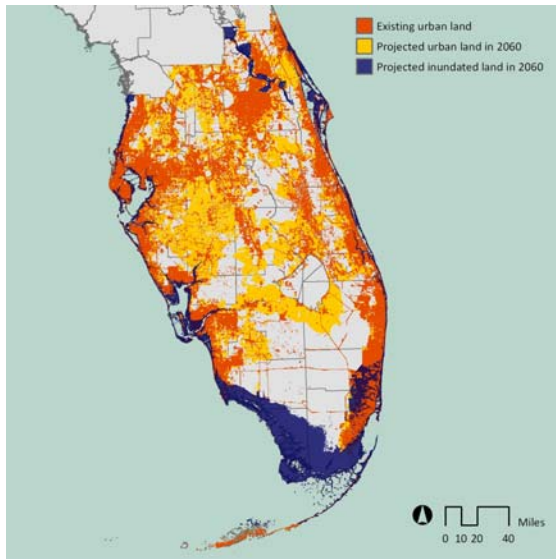 Existing urban land
Projected urban land in 2060
Projected inundated land in 2060
Miles
0 10 20 40